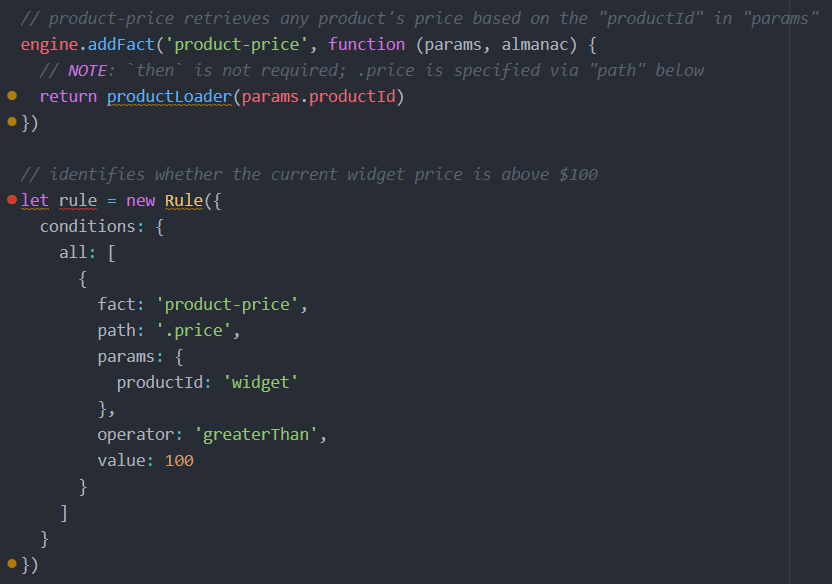 // product-price retrieves any product's price based on the "productId" in "params"
engine.addFact('product-price', function (params, almanac) {
  // NOTE: `then` is not required; .price is specified via "path" below
  return productLoader(params.productId)
})

// identifies whether the current widget price is above $100
let rule = new Rule({
  conditions: {
    all: [
      {
        fact: 'product-price',
        path: '.price',
        params: {
          productId: 'widget'
        },
        operator: 'greaterThan',
        value: 100
      }
    ]
  }
})